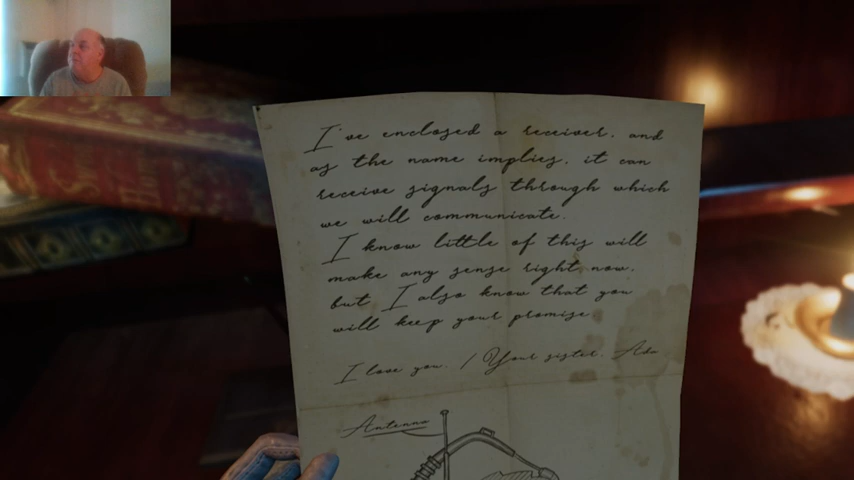 I've enclosed a receiver, and
as the name implies, it can
receive signals through which
we will communicate.
I know little of this will
make any sense right now,
but I also know that you
will keep your promise
I love you. / Your sister, Ada
Antenna